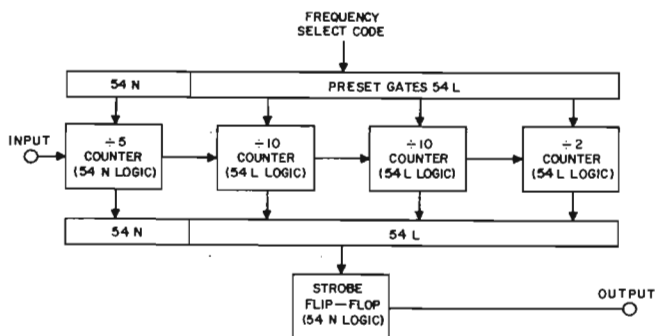 FREQUENCY
SELECT CODE
54 N
PRESET GATES 54 L
INPUT
÷5
COUNTER
(54 N LOGIC)
÷10
COUNTER
(54 L LOGIC)
÷10
COUNTER
(54 L LOGIC)
÷2
COUNTER
(54 L LOGIC)
54 N
54 L
STROBE
FLIP-FLOP
(54 N LOGIC)
OUTPUT